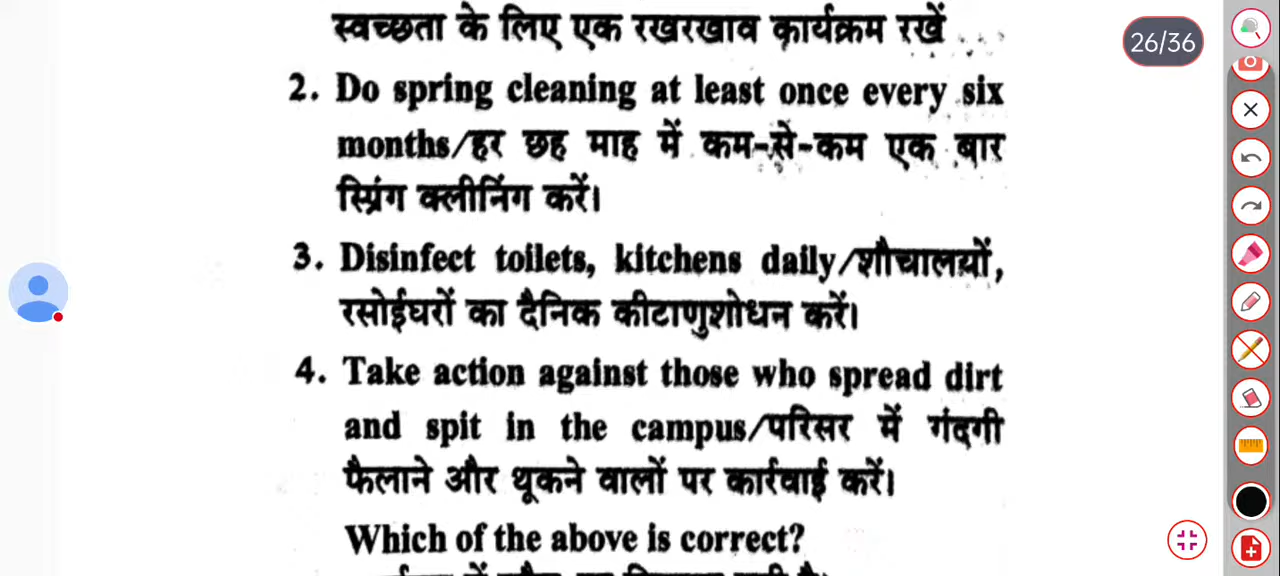 स्वच्छता के लिए एक रखरखाव कार्यक्रम रखें
26/36
2. Do spring cleaning at least once every six
months/हर छह माह में कम-से-कम एक बार
स्प्रिंग क्लीनिंग करें।
3. Disinfect toilets, kitchens daily/शौचालयों,
रसोईघरों का दैनिक कीटाणुशोधन करें।
4. Take action against those who spread dirt
and spit in the campus/परिसर में गंदगी
फैलाने और थूकने वालों पर कार्रवाई करें।
Which of the above is correct?